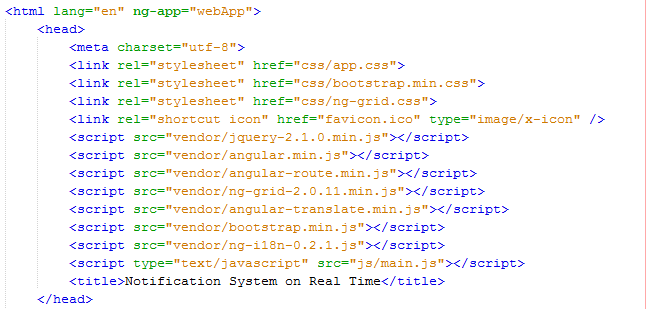 <html lang="en" ng-app="webApp">
<head>
<meta charset="utf-8">
<link rel="stylesheet" href="css/app.css">
<link rel="stylesheet" href="css/bootstrap.min.css">
<link rel="stylesheet" href="css/ng-grid.css">
<link rel="shortcut icon" href="favicon.ico" type="image/x-icon" />
<script src="vendor/jquery-2.1.0.min.js"></script>
<script src="vendor/angular.min.js"></script>
<script src="vendor/angular-route.min.js"></script>
<script src="vendor/ng-grid-2.0.11.min.js"></script>
<script src="vendor/angular-translate.min.js"></script>
<script src="vendor/bootstrap.min.js"></script>
<script src="vendor/ng-i18n-0.2.1.js"></script>
<script type="text/javascript" src="js/main.js"></script>
<title>Notification System on Real Time</title>
</head>